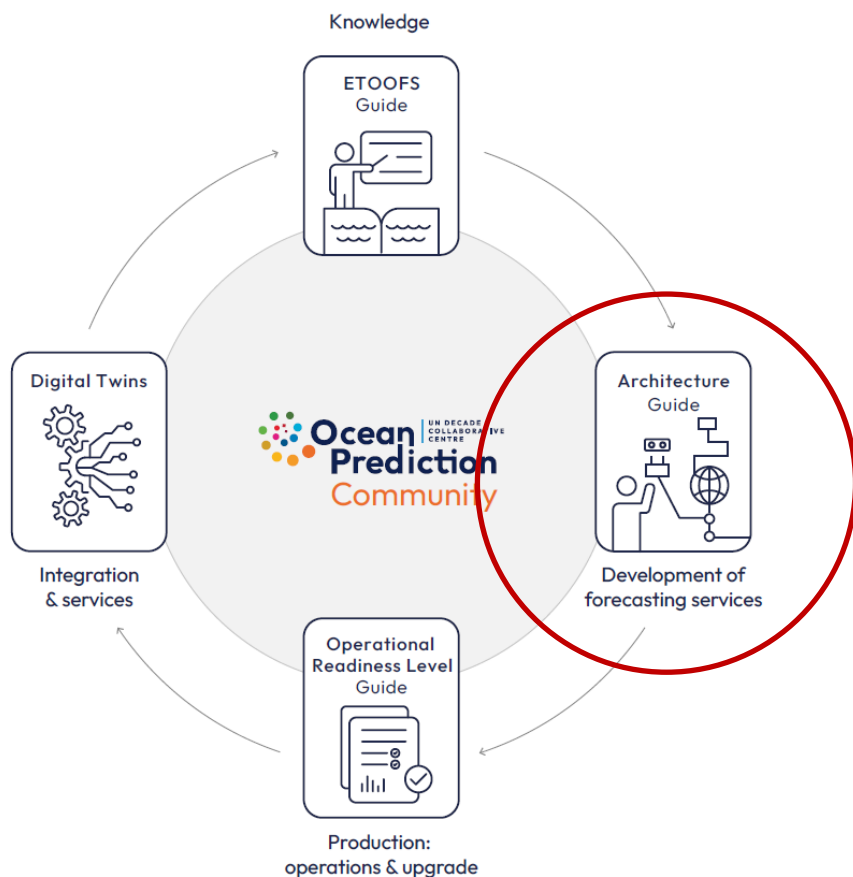 Knowledge
ETOOFS
Guide
Digital Twins
Integration
& services
Ocean
Prediction
Community
UN DECADE
COLLABORATIVE
CENTRE
Architecture
Guide
Development of
forecasting services
Operational
Readiness Level
Guide
Production:
operations & upgrade